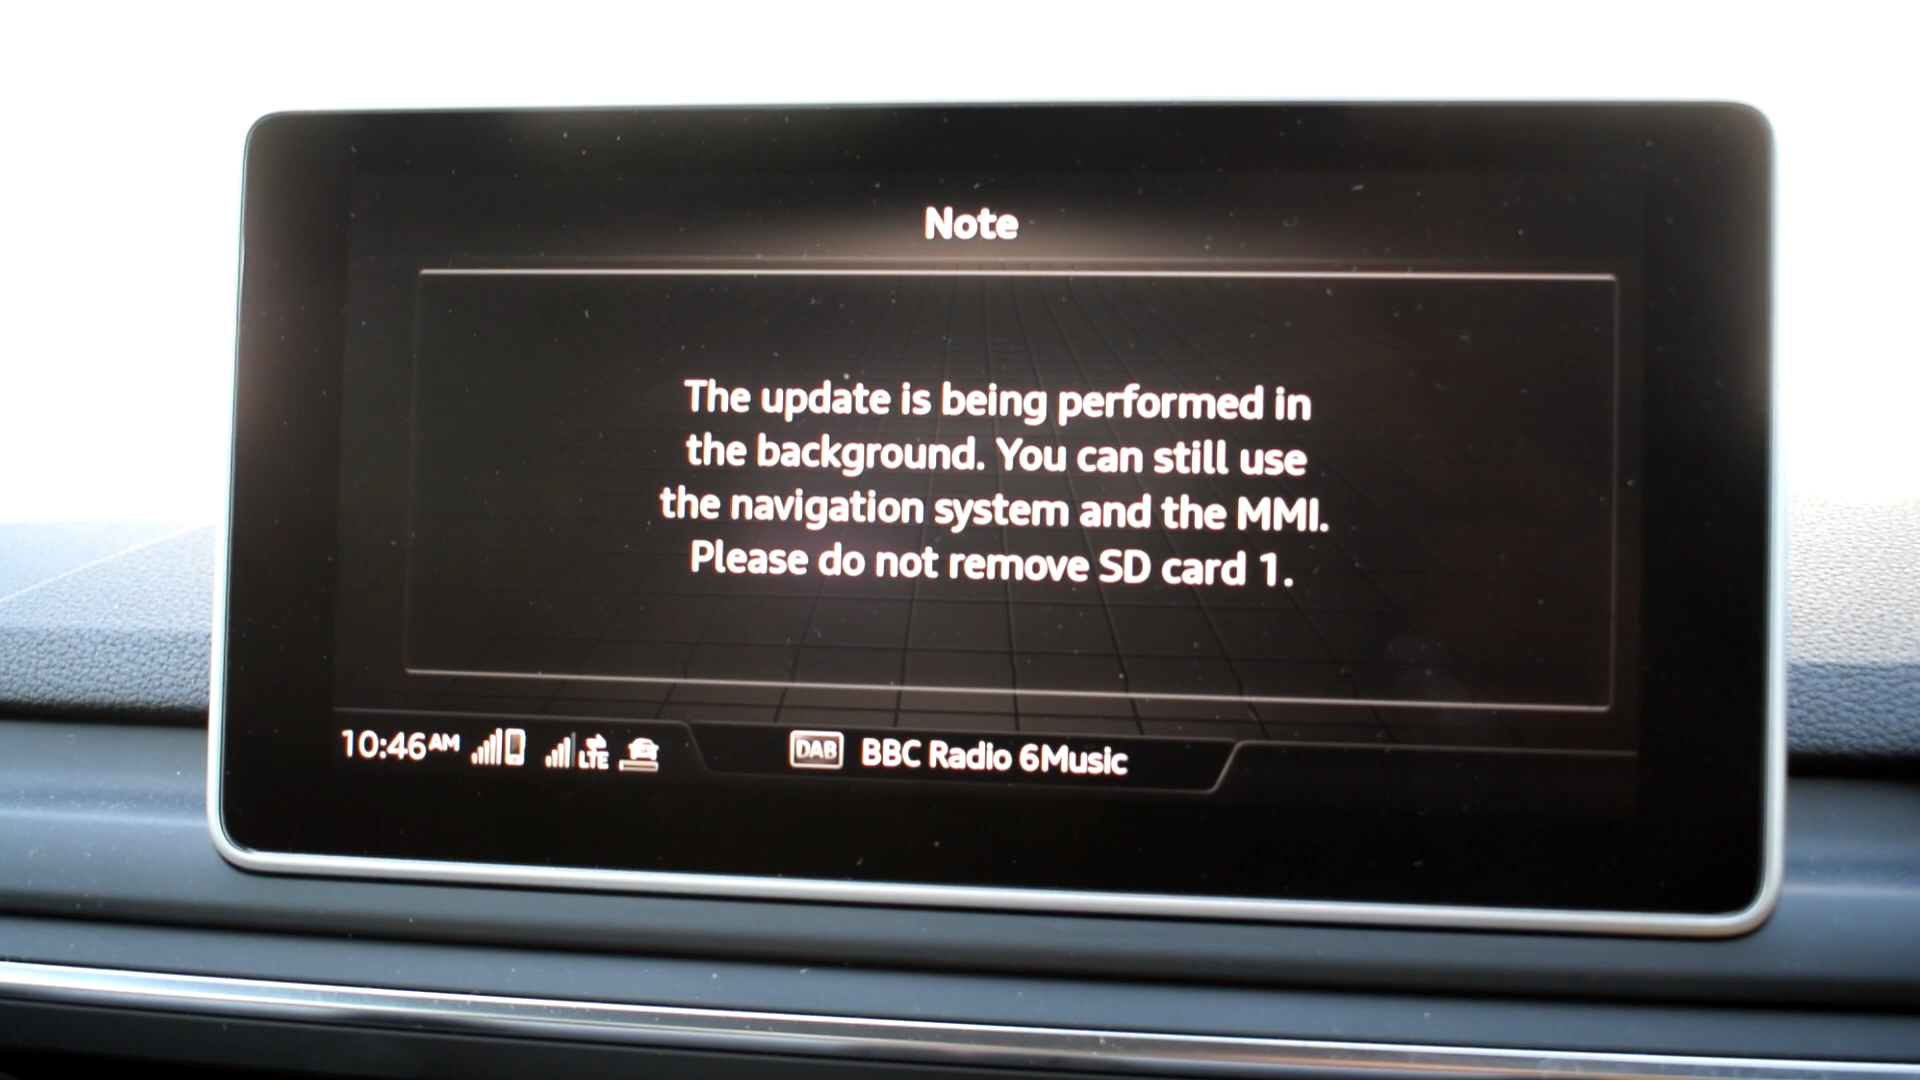 Note
The update is being performed in
the background. You can still use
the navigation system and the MMI.
Please do not remove SD card 1.
10:46AM LTE DAB BBC Radio 6Music